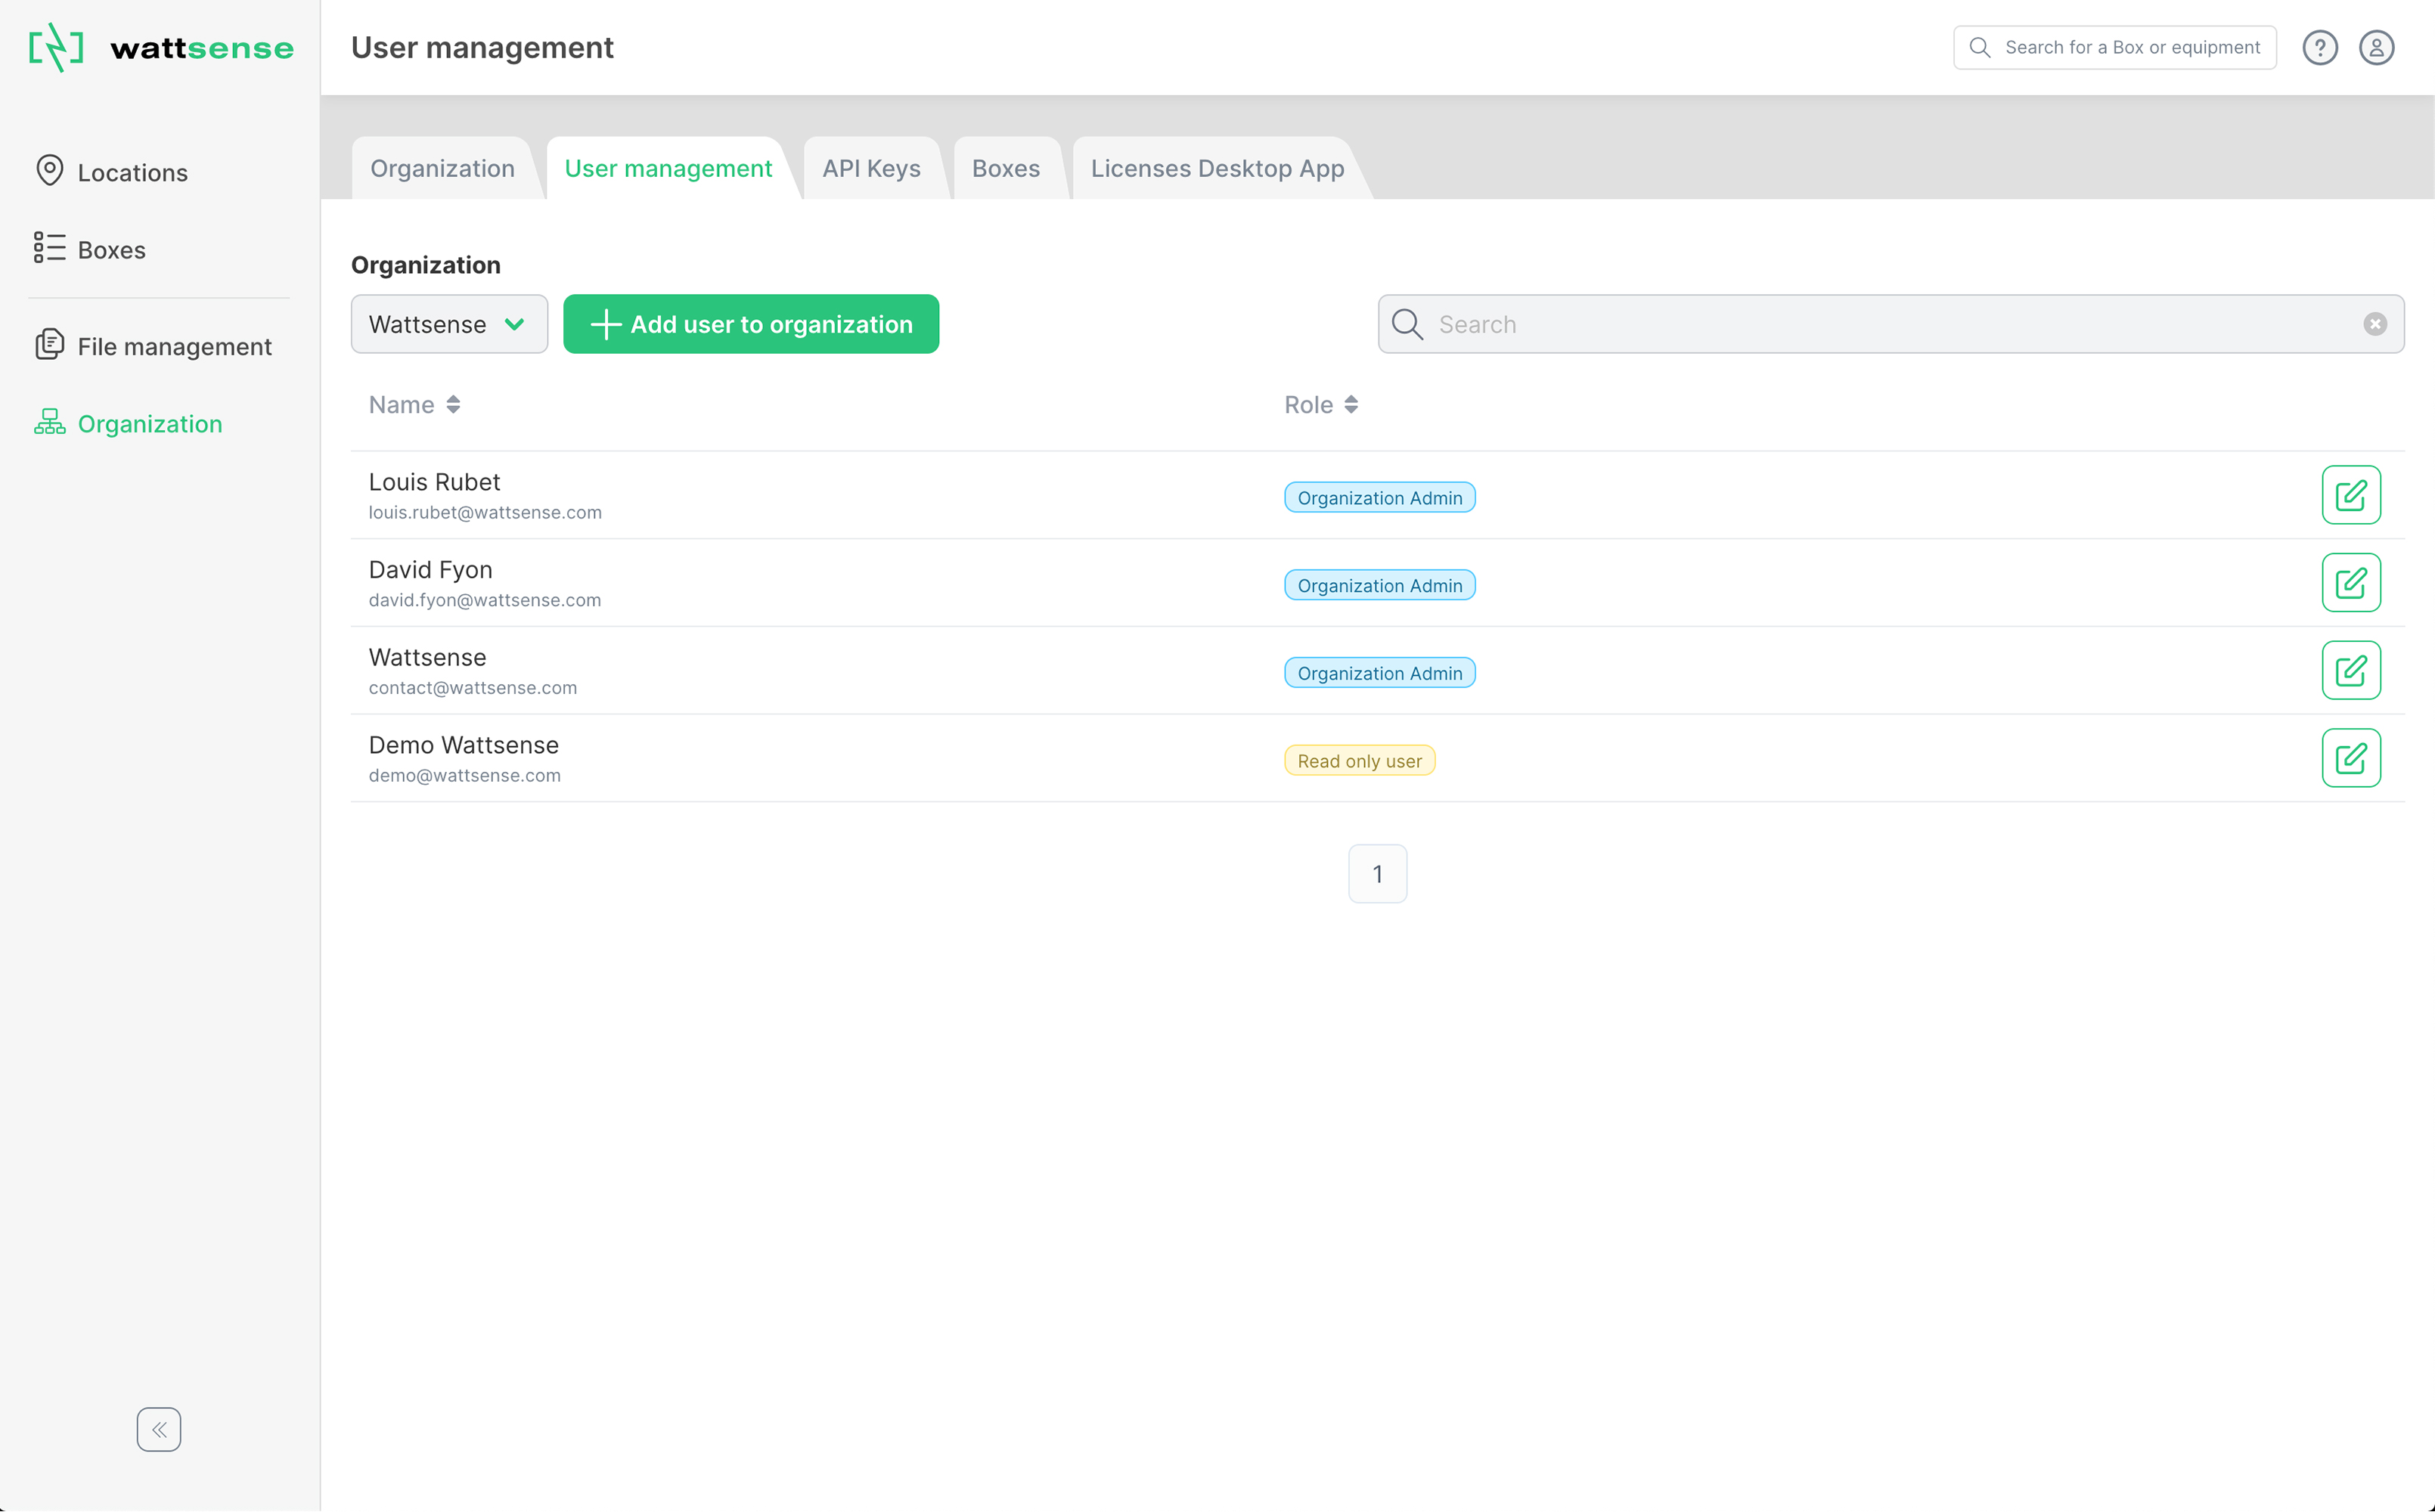 wattsense
User management
Search for a Box or equipment
?
Locations
Boxes
File management
Organization
Organization
User management
API Keys
Boxes
Licenses Desktop App
Organization
Wattsense
Add user to organization
Search
Name
Role
Louis Rubet
louis.rubet@wattsense.com
Organization Admin
David Fyon
david.fyon@wattsense.com
Organization Admin
Wattsense
contact@wattsense.com
Organization Admin
Demo Wattsense
demo@wattsense.com
Read only user
1